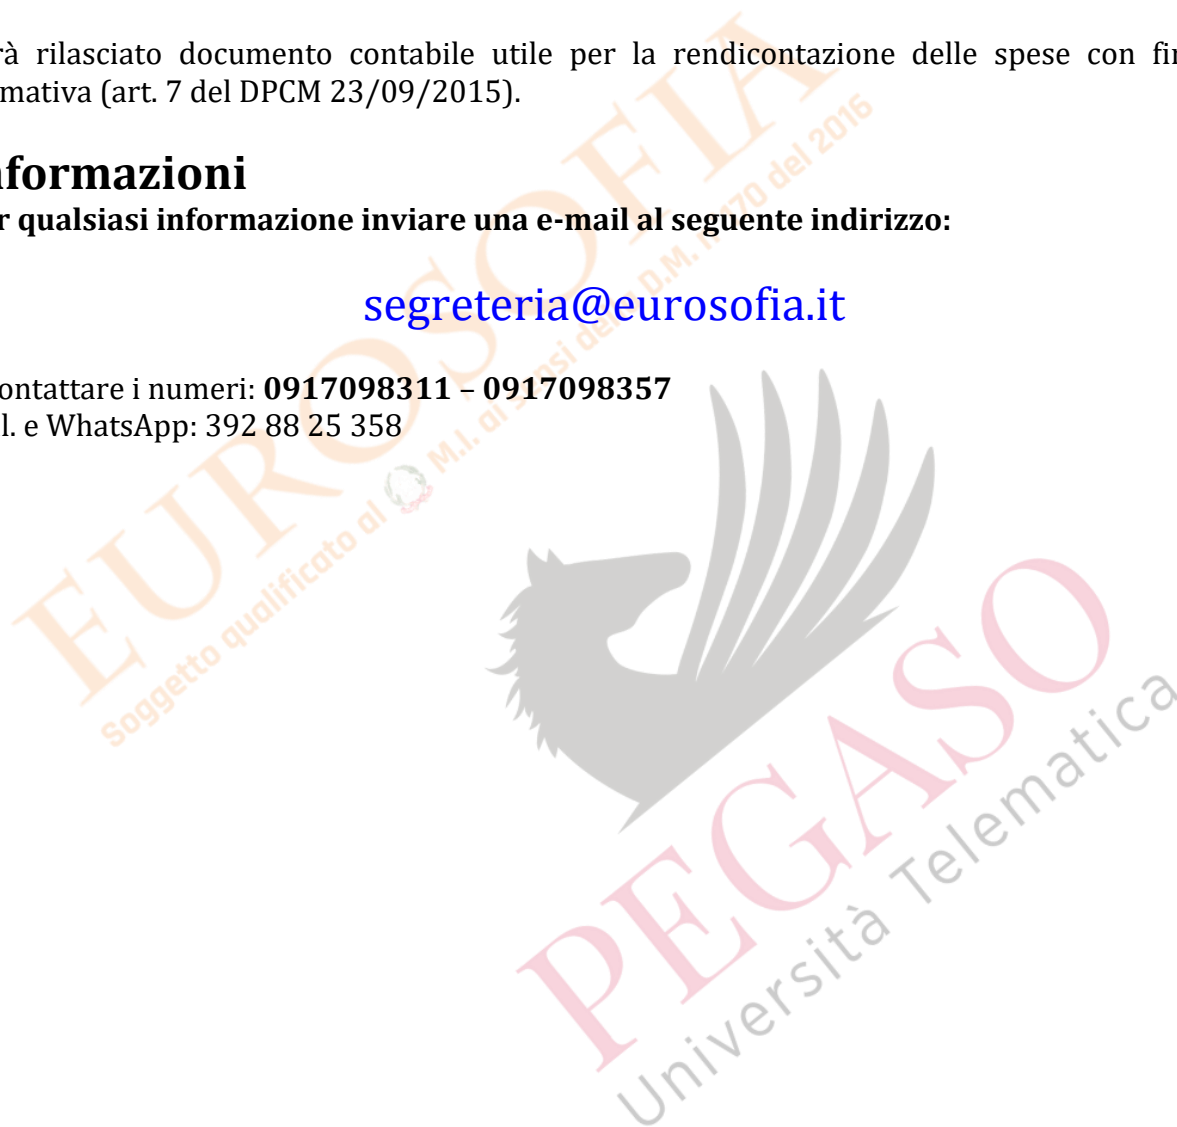 rà rilasciato documento contabile utile per la rendicontazione delle spese con fin
mativa (art. 7 del DPCM 23/09/2015).
nformazioni
r qualsiasi informazione inviare una e-mail al seguente indirizzo:
segreteria@eurosofia.it
ontattare i numeri: 0917098311 – 0917098357
l. e WhatsApp: 392 88 25 358
EUROSOFIA
Soggetto qualificato al M.I. ai sensi della D.M. n.170 del 2016
PEGASO
Università Telematica